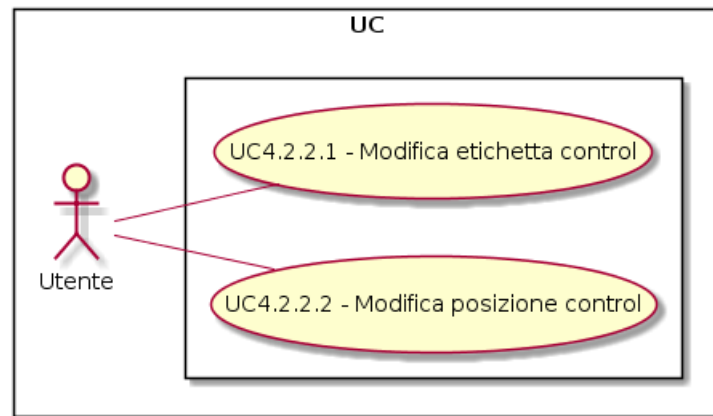 UC
UC4.2.2.1 - Modifica etichetta control
Utente
UC4.2.2.2 - Modifica posizione control